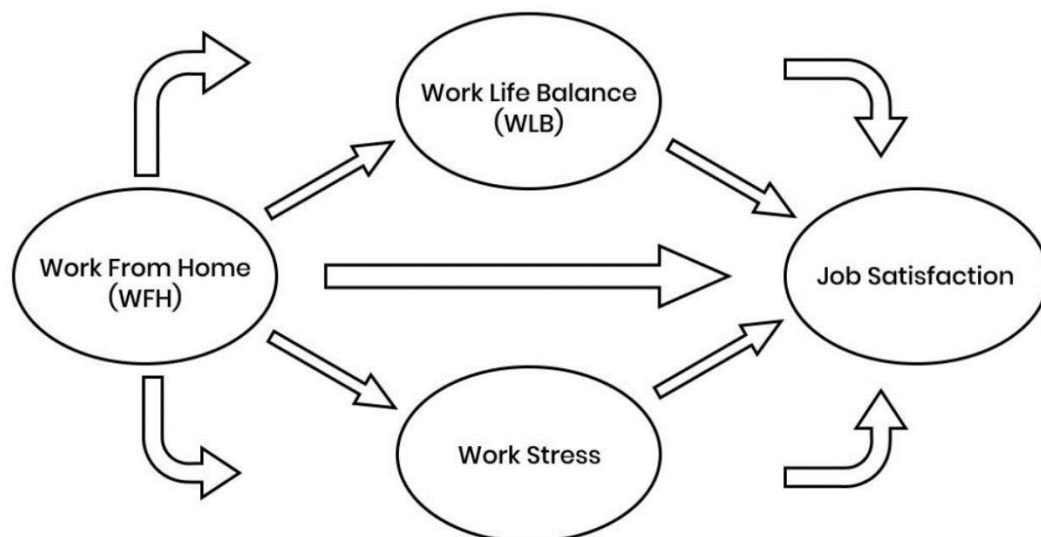 Work Life Balance
(WLB)
Work From Home
(WFH)
Job Satisfaction
Work Stress